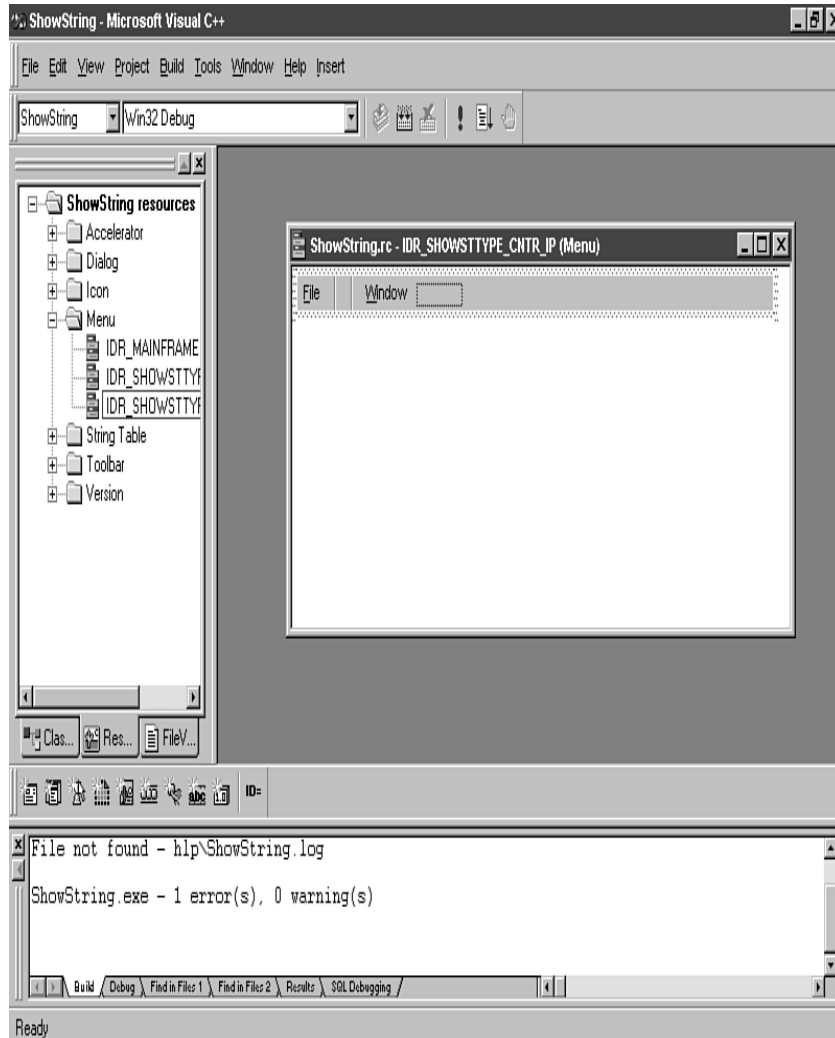 ShowString - Microsoft Visual C++
File Edit View Project Build Tools Window Help Insert
ShowString Win32 Debug
ShowString resources
Accelerator
Dialog
Icon
Menu
IDR_MAINFRAME
IDR_SHOWSTTYP
IDR_SHOWSTTYP
String Table
Toolbar
Version
Clas... Res... FileV...
ShowString.rc - IDR_SHOWSTTYPE_CNTR_IP (Menu)
File Window
abc ID=
File not found - hlp\ShowString.log
ShowString.exe - 1 error(s), 0 warning(s)
Build Debug Find in Files 1 Find in Files 2 Results SQL Debugging
Ready